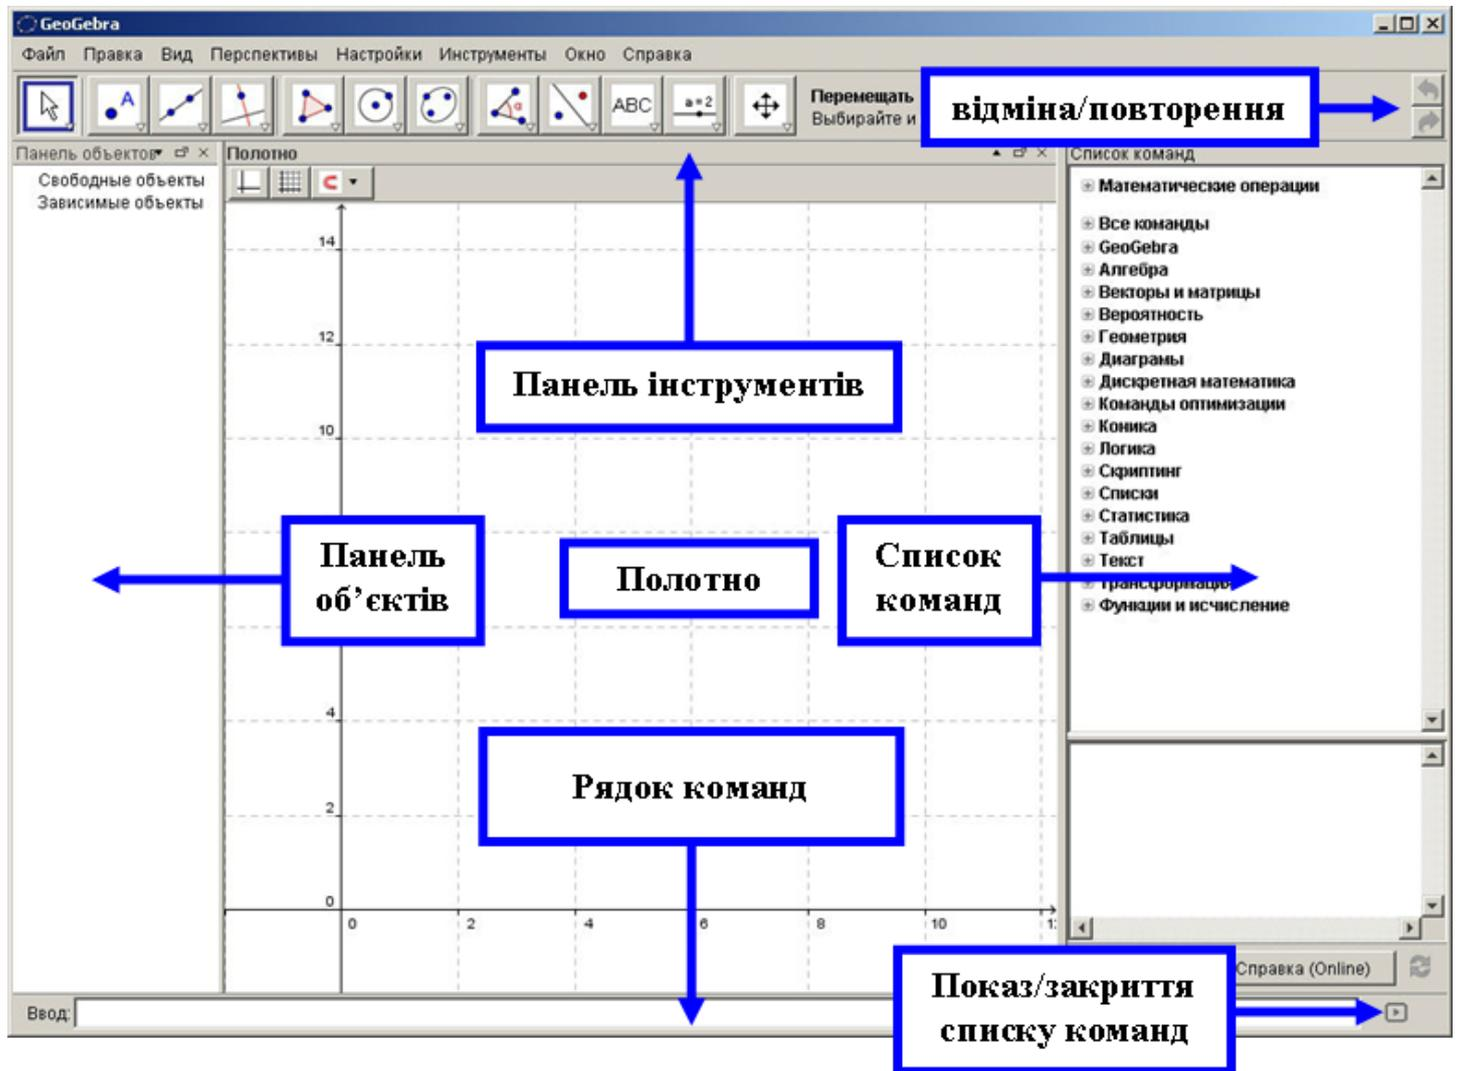 GeoGebra
Файл Правка Вид Перспективы Настройки Инструменты Окно Справка
A
α
ABC
a=2
Перемещать
Выбирайте и
відміна/повторення
Панель объектов
Свободные объекты
Зависимые объекты
Полотно
14
12
10
4
2
0
0 2 4 6 8 10 1
Панель інструментів
Панель
об’єктів
Полотно
Список
команд
Рядок команд
Список команд
Математические операции
Все команды
GeoGebra
Алгебра
Векторы и матрицы
Вероятность
Геометрия
Диаграмы
Дискретная математика
Команды оптимизации
Коника
Логика
Скриптинг
Списки
Статистика
Таблицы
Текст
Трансформация
Функции и исчисление
Справка (Online)
Показ/закриття
списку команд
Ввод: